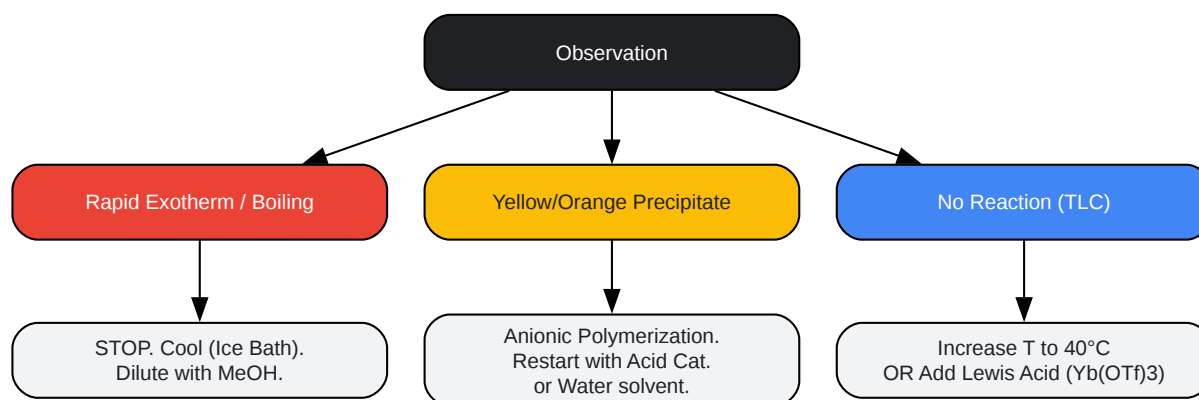 Observation
Rapid Exotherm / Boiling
Yellow/Orange Precipitate
No Reaction (TLC)
STOP. Cool (Ice Bath).
Dilute with MeOH.
Anionic Polymerization.
Restart with Acid Cat.
or Water solvent.
Increase T to 40°C
OR Add Lewis Acid (Yb(OTf)3)